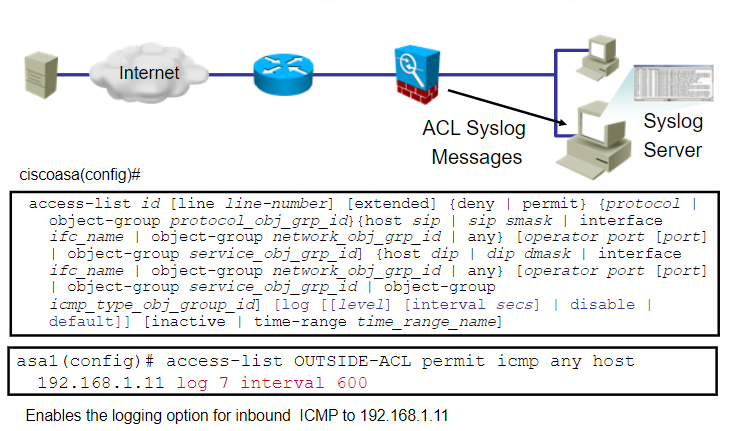 Internet
ACL Syslog
Messages
Syslog
Server
ciscoasa(config)#
access-list id [line line-number] [extended] {deny | permit} {protocol |
object-group protocol_obj_grp_id}{host sip | sip smask | interface
ifc_name | object-group network_obj_grp_id | any} [operator port [port]
| object-group service_obj_grp_id] {host dip | dip dmask | interface
ifc_name | object-group network_obj_grp_id | any} [operator port [port]
| object-group service_obj_grp_id | object-group
icmp_type_obj_group_id] [log [[level] [interval secs] | disable |
default]] [inactive | time-range time_range_name]
asa1(config)# access-list OUTSIDE-ACL permit icmp any host
192.168.1.11 log 7 interval 600
Enables the logging option for inbound ICMP to 192.168.1.11